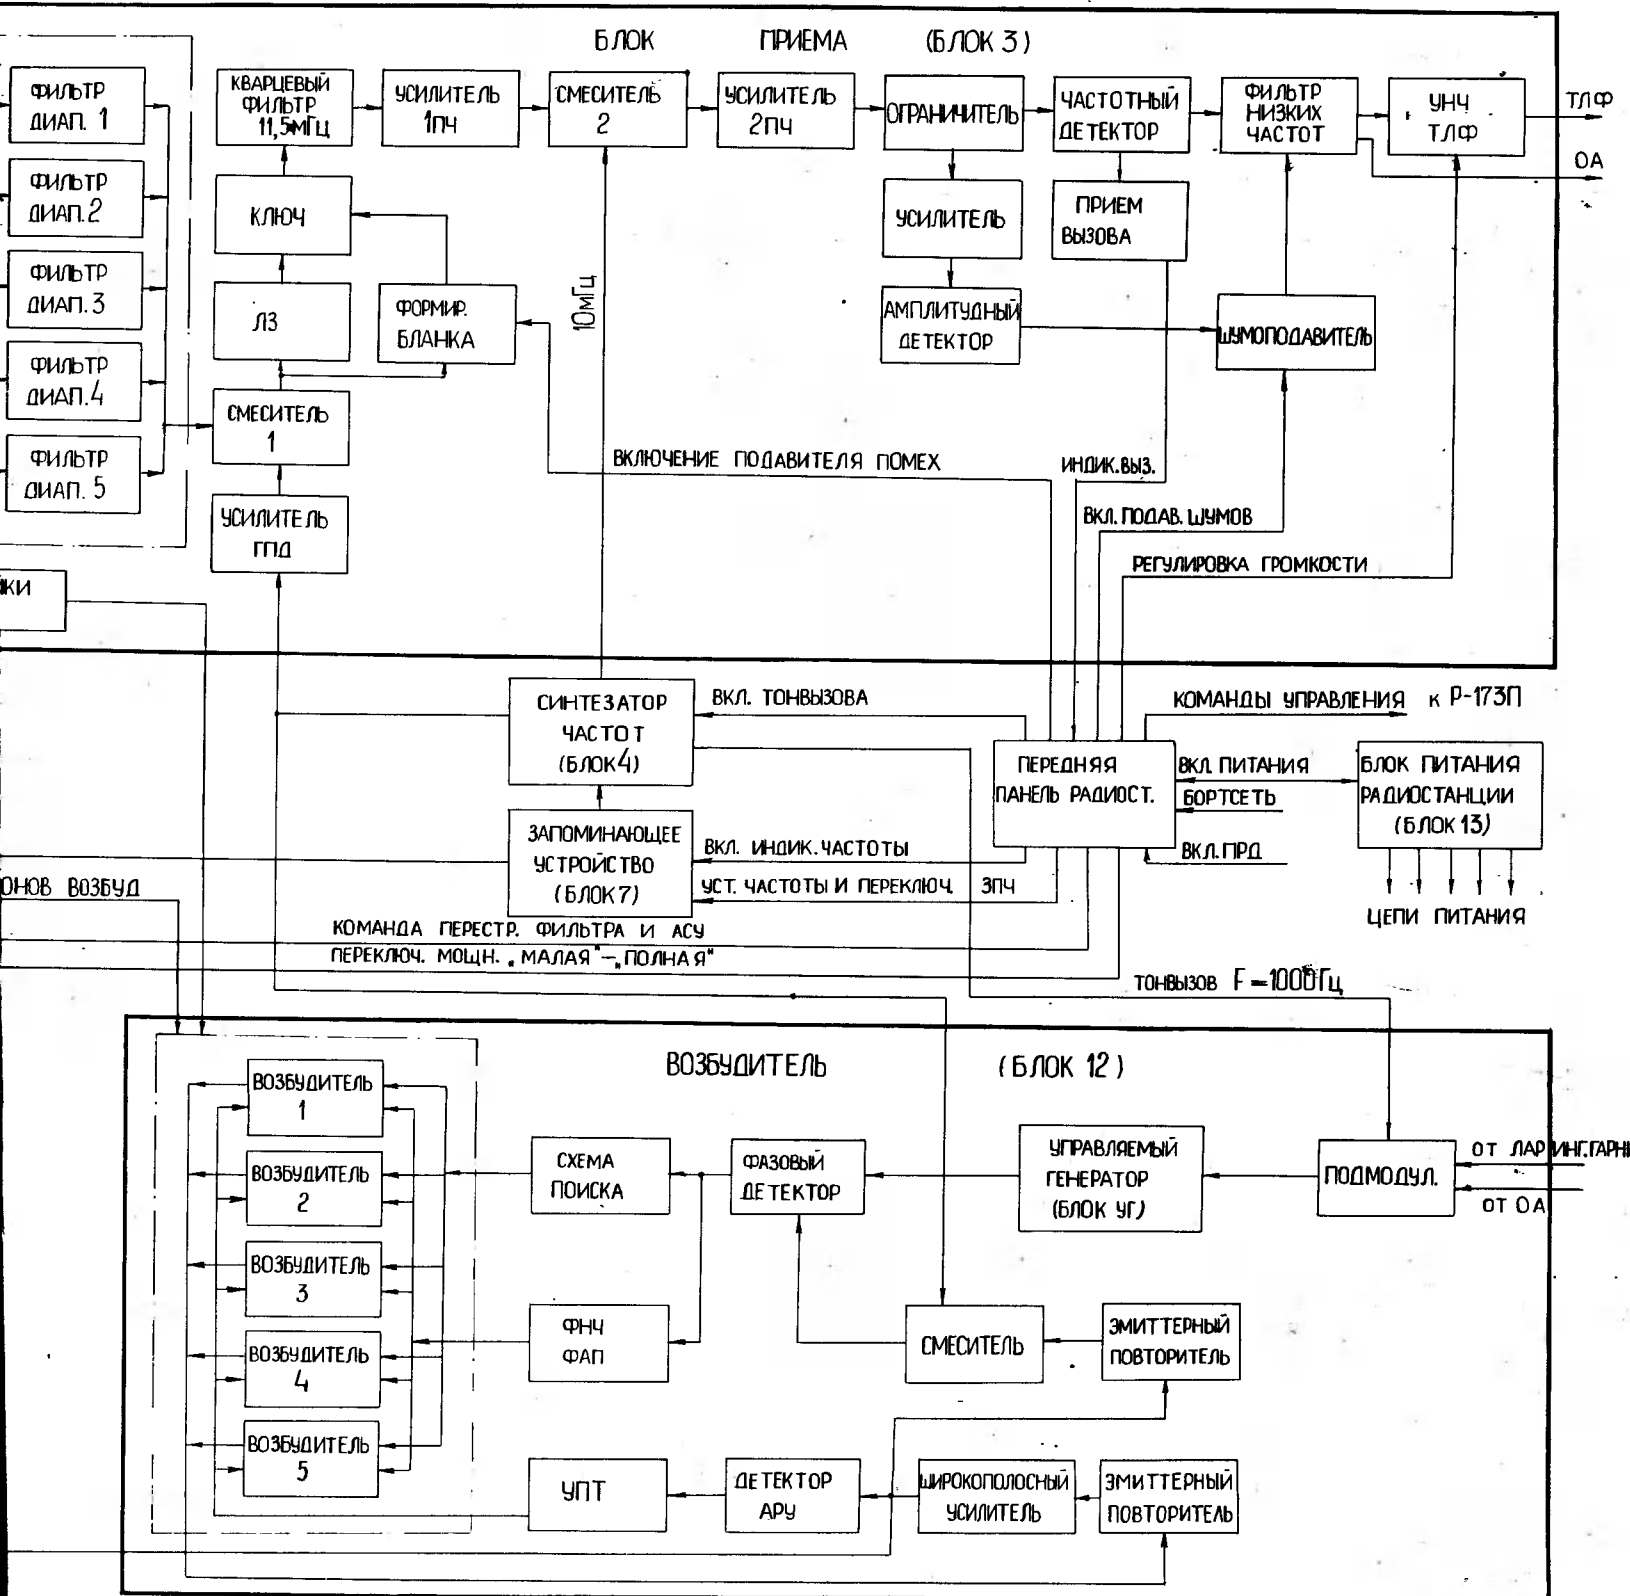 БЛОК ПРИЕМА (БЛОК 3)
ФИЛЬТР
ДИАП. 1
ФИЛЬТР
ДИАП. 2
ФИЛЬТР
ДИАП. 3
ФИЛЬТР
ДИАП. 4
ФИЛЬТР
ДИАП. 5
КВАРЦЕВЫЙ
ФИЛЬТР
11,5МГЦ
УСИЛИТЕЛЬ
1ПЧ
СМЕСИТЕЛЬ
2
УСИЛИТЕЛЬ
2ПЧ
ОГРАНИЧИТЕЛЬ
ЧАСТОТНЫЙ
ДЕТЕКТОР
ФИЛЬТР
НИЗКИХ
ЧАСТОТ
УНЧ
ТЛФ
ТЛФ
ОА
КЛЮЧ
УСИЛИТЕЛЬ
ПРИЕМ
ВЫЗОВА
ЛЗ
ФОРМИР.
БЛАНКА
10МГц
АМПЛИТУДНЫЙ
ДЕТЕКТОР
ШУМОПОДАВИТЕЛЬ
СМЕСИТЕЛЬ
1
ВКЛЮЧЕНИЕ ПОДАВИТЕЛЯ ПОМЕХ
ИНДИК.ВЫЗ.
УСИЛИТЕЛЬ
ГПД
ВКЛ. ПОДАВ. ШУМОВ
РЕГУЛИРОВКА ГРОМКОСТИ
КИ
СИНТЕЗАТОР
ЧАСТОТ
(БЛОК 4)
ВКЛ. ТОНВЫЗОВА
КОМАНДЫ УПРАВЛЕНИЯ к Р-173П
ПЕРЕДНЯЯ
ПАНЕЛЬ РАДИОСТ.
ВКЛ. ПИТАНИЯ
БОРТСЕТЬ
ВКЛ. ПРД
БЛОК ПИТАНИЯ
РАДИОСТАНЦИИ
(БЛОК 13)
ЦЕПИ ПИТАНИЯ
ЗАПОМИНАЮЩЕЕ
УСТРОЙСТВО
(БЛОК 7)
ВКЛ. ИНДИК. ЧАСТОТЫ
УСТ. ЧАСТОТЫ И ПЕРЕКЛЮЧ. ЗПЧ
ОНОВ ВОЗБУД
КОМАНДА ПЕРЕСТР. ФИЛЬТРА И АСУ
ПЕРЕКЛЮЧ. МОЩН. „МАЛАЯ"–„ПОЛНАЯ"
ТОНВЫЗОВ F=1000Гц
ВОЗБУДИТЕЛЬ (БЛОК 12)
ВОЗБУДИТЕЛЬ
1
ВОЗБУДИТЕЛЬ
2
ВОЗБУДИТЕЛЬ
3
ВОЗБУДИТЕЛЬ
4
ВОЗБУДИТЕЛЬ
5
СХЕМА
ПОИСКА
ФАЗОВЫЙ
ДЕТЕКТОР
УПРАВЛЯЕМЫЙ
ГЕНЕРАТОР
(БЛОК УГ)
ПОДМОДУЛ.
ОТ ЛАРИНГ.ГАРН
ОТ ОА
ФНЧ
ФАП
СМЕСИТЕЛЬ
ЭМИТТЕРНЫЙ
ПОВТОРИТЕЛЬ
УПТ
ДЕТЕКТОР
АРУ
ШИРОКОПОЛОСНЫЙ
УСИЛИТЕЛЬ
ЭМИТТЕРНЫЙ
ПОВТОРИТЕЛЬ